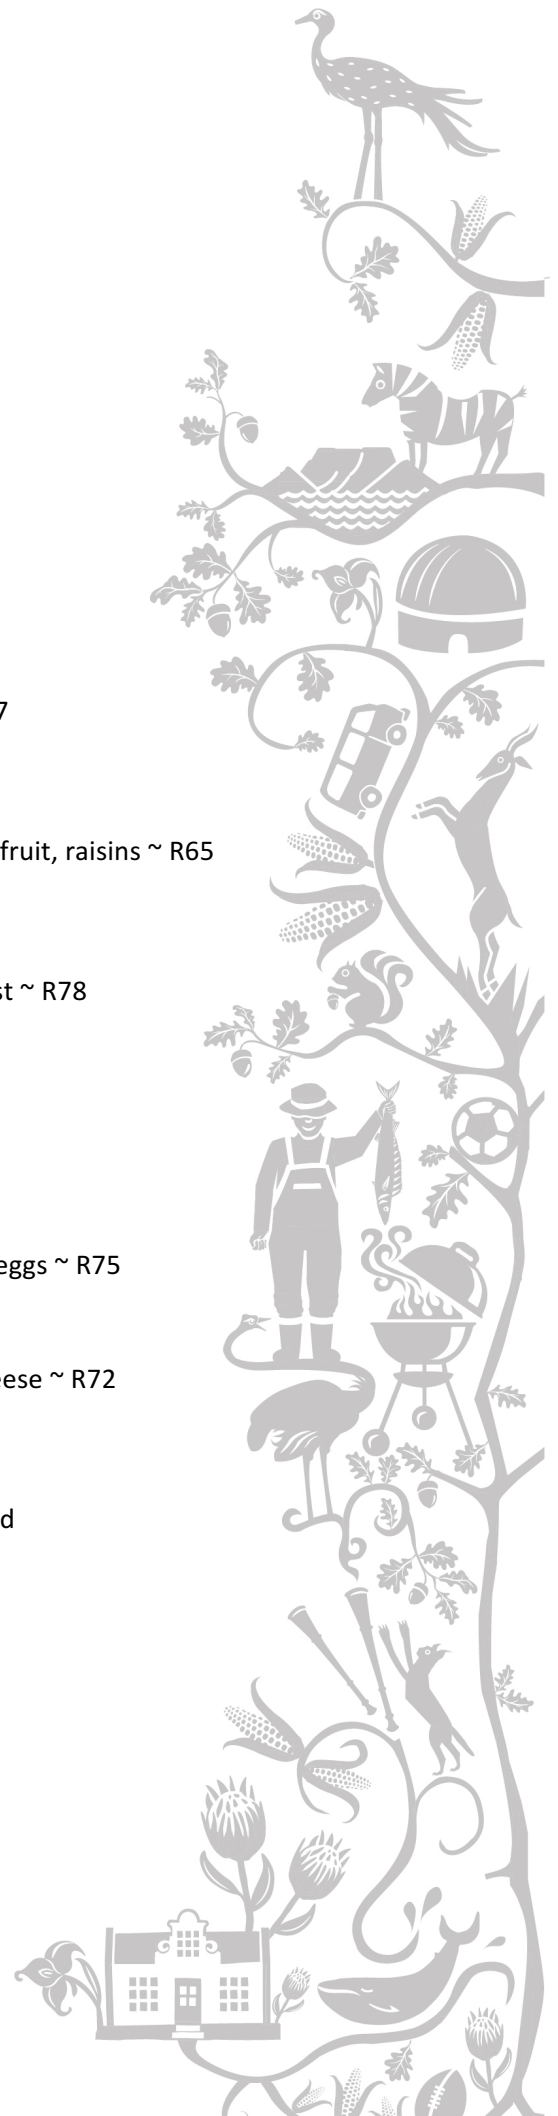 7
fruit, raisins ~ R65
st ~ R78
eggs ~ R75
eese ~ R72
d